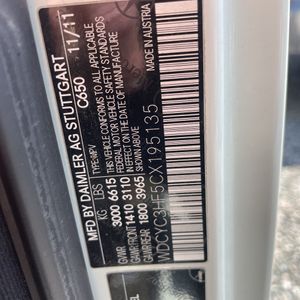 MFD BY DAIMLER AG STUTTGART
11/11 C650 MADE IN AUSTRIA
TYPE:MPV
KG LBS THIS VEHICLE CONFORMS TO ALL APPLICABLE
GVWR 3000 6615 FEDERAL MOTOR VEHICLE SAFETY STANDARDS
GAWR FRONT 1410 3110 IN EFFECT ON THE DATE OF MANUFACTURE
GAWR REAR 1800 3965 SHOWN ABOVE
WDCYC3HF5CX195135